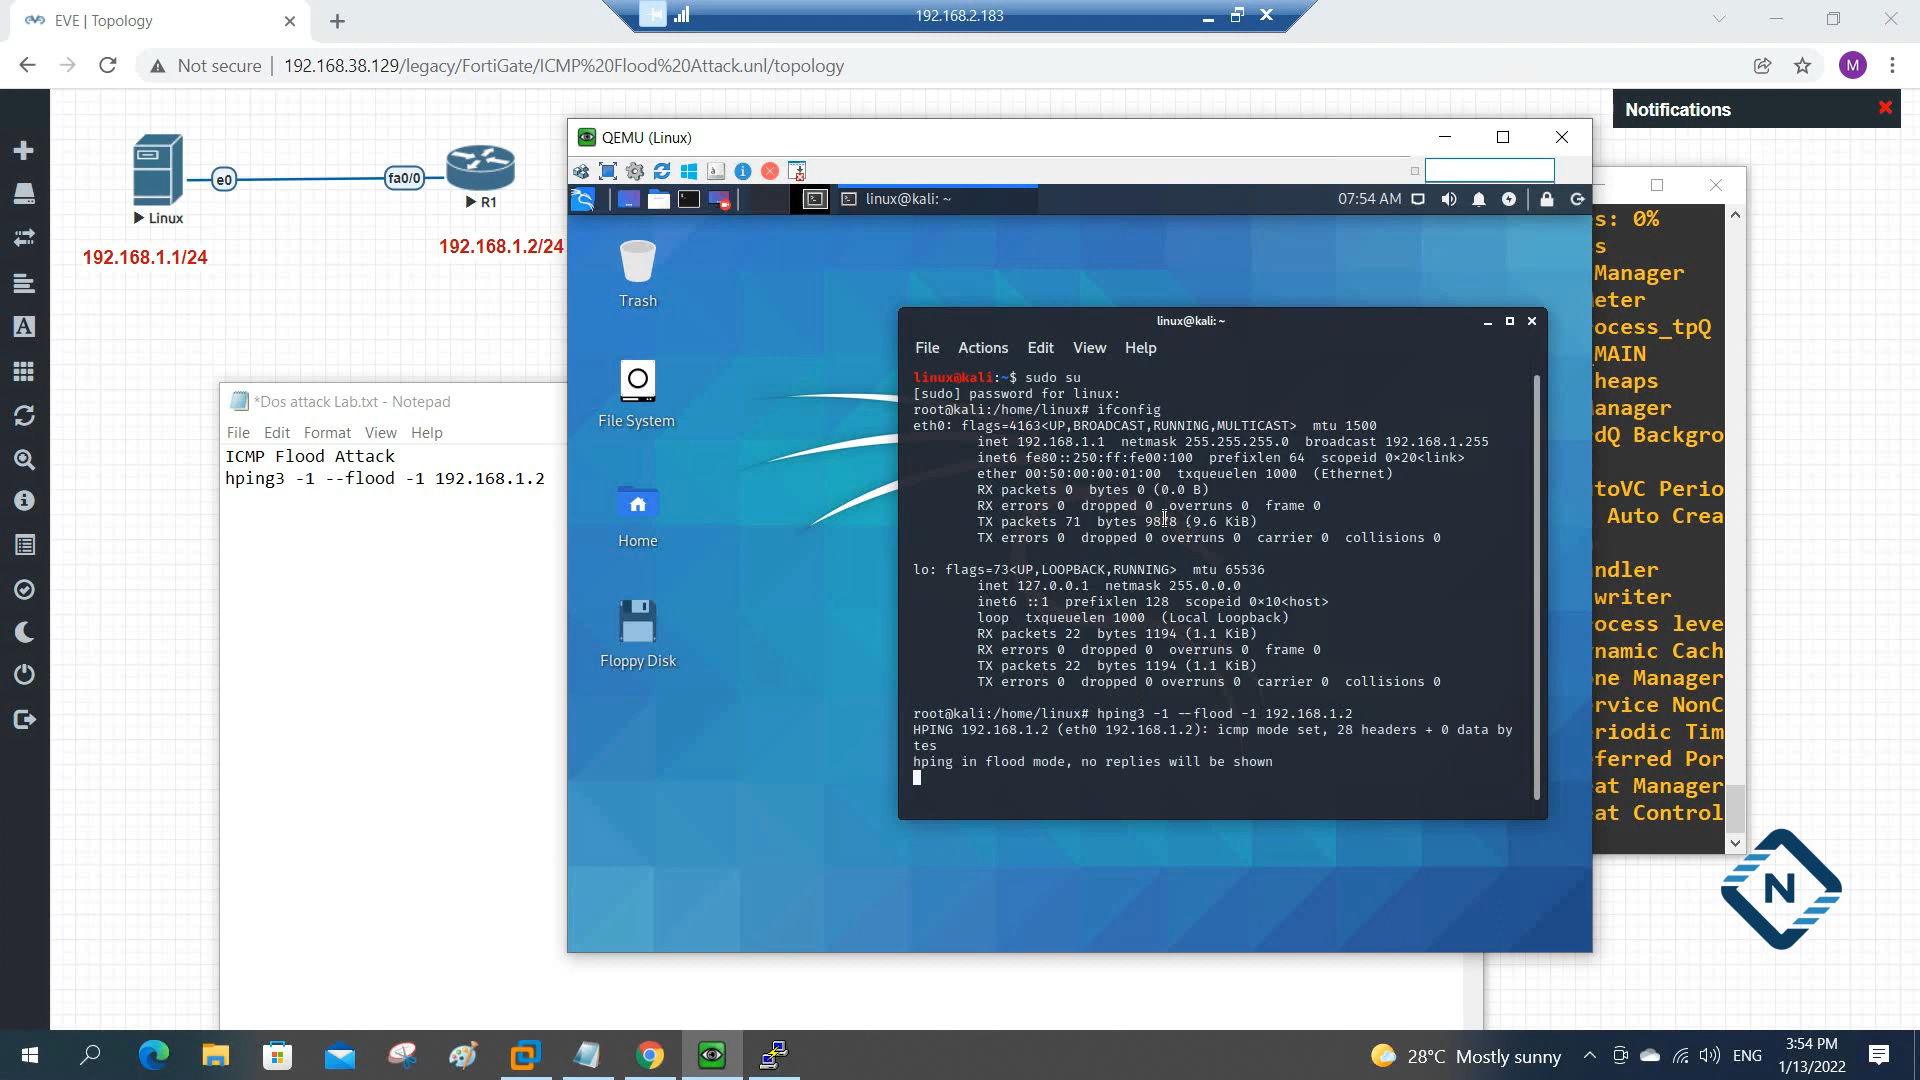 EVE | Topology
192.168.2.183
Not secure
192.168.38.129/legacy/FortiGate/ICMP%20Flood%20Attack.unl/topology
M
Notifications
e0
fa0/0
Linux
R1
192.168.1.1/24
192.168.1.2/24
*Dos attack Lab.txt - Notepad
File Edit Format View Help
ICMP Flood Attack
hping3 -1 --flood -1 192.168.1.2
QEMU (Linux)
linux@kali: ~
07:54 AM
Trash
File System
Home
Floppy Disk
linux@kali: ~
File Actions Edit View Help
linux@kali:~$ sudo su
[sudo] password for linux:
root@kali:/home/linux# ifconfig
eth0: flags=4163<UP,BROADCAST,RUNNING,MULTICAST>  mtu 1500
inet 192.168.1.1  netmask 255.255.255.0  broadcast 192.168.1.255
inet6 fe80::250:ff:fe00:100  prefixlen 64  scopeid 0×20<link>
ether 00:50:00:00:01:00  txqueuelen 1000  (Ethernet)
RX packets 0  bytes 0 (0.0 B)
RX errors 0  dropped 0  overruns 0  frame 0
TX packets 71  bytes (9.6 KiB)
TX errors 0  dropped 0 overruns 0  carrier 0  collisions 0
lo: flags=73<UP,LOOPBACK,RUNNING>  mtu 65536
inet 127.0.0.1  netmask 255.0.0.0
inet6 ::1  prefixlen 128  scopeid 0×10<host>
loop  txqueuelen 1000  (Local Loopback)
RX packets 22  bytes 1194 (1.1 KiB)
RX errors 0  dropped 0  overruns 0  frame 0
TX packets 22  bytes 1194 (1.1 KiB)
TX errors 0  dropped 0 overruns 0  carrier 0  collisions 0
root@kali:/home/linux# hping3 -1 --flood -1 192.168.1.2
HPING 192.168.1.2 (eth0 192.168.1.2): icmp mode set, 28 headers + 0 data by
tes
hping in flood mode, no replies will be shown
s: 0%
s
Manager
eter
ocess_tpQ
MAIN
heaps
anager
dQ Backgro
toVC Perio
Auto Crea
ndler
writer
ocess leve
namic Cach
ne Manager
rvice NonC
riodic Tim
ferred Por
at Manager
at Control
N
28°C Mostly sunny
ENG
3:54 PM
1/13/2022